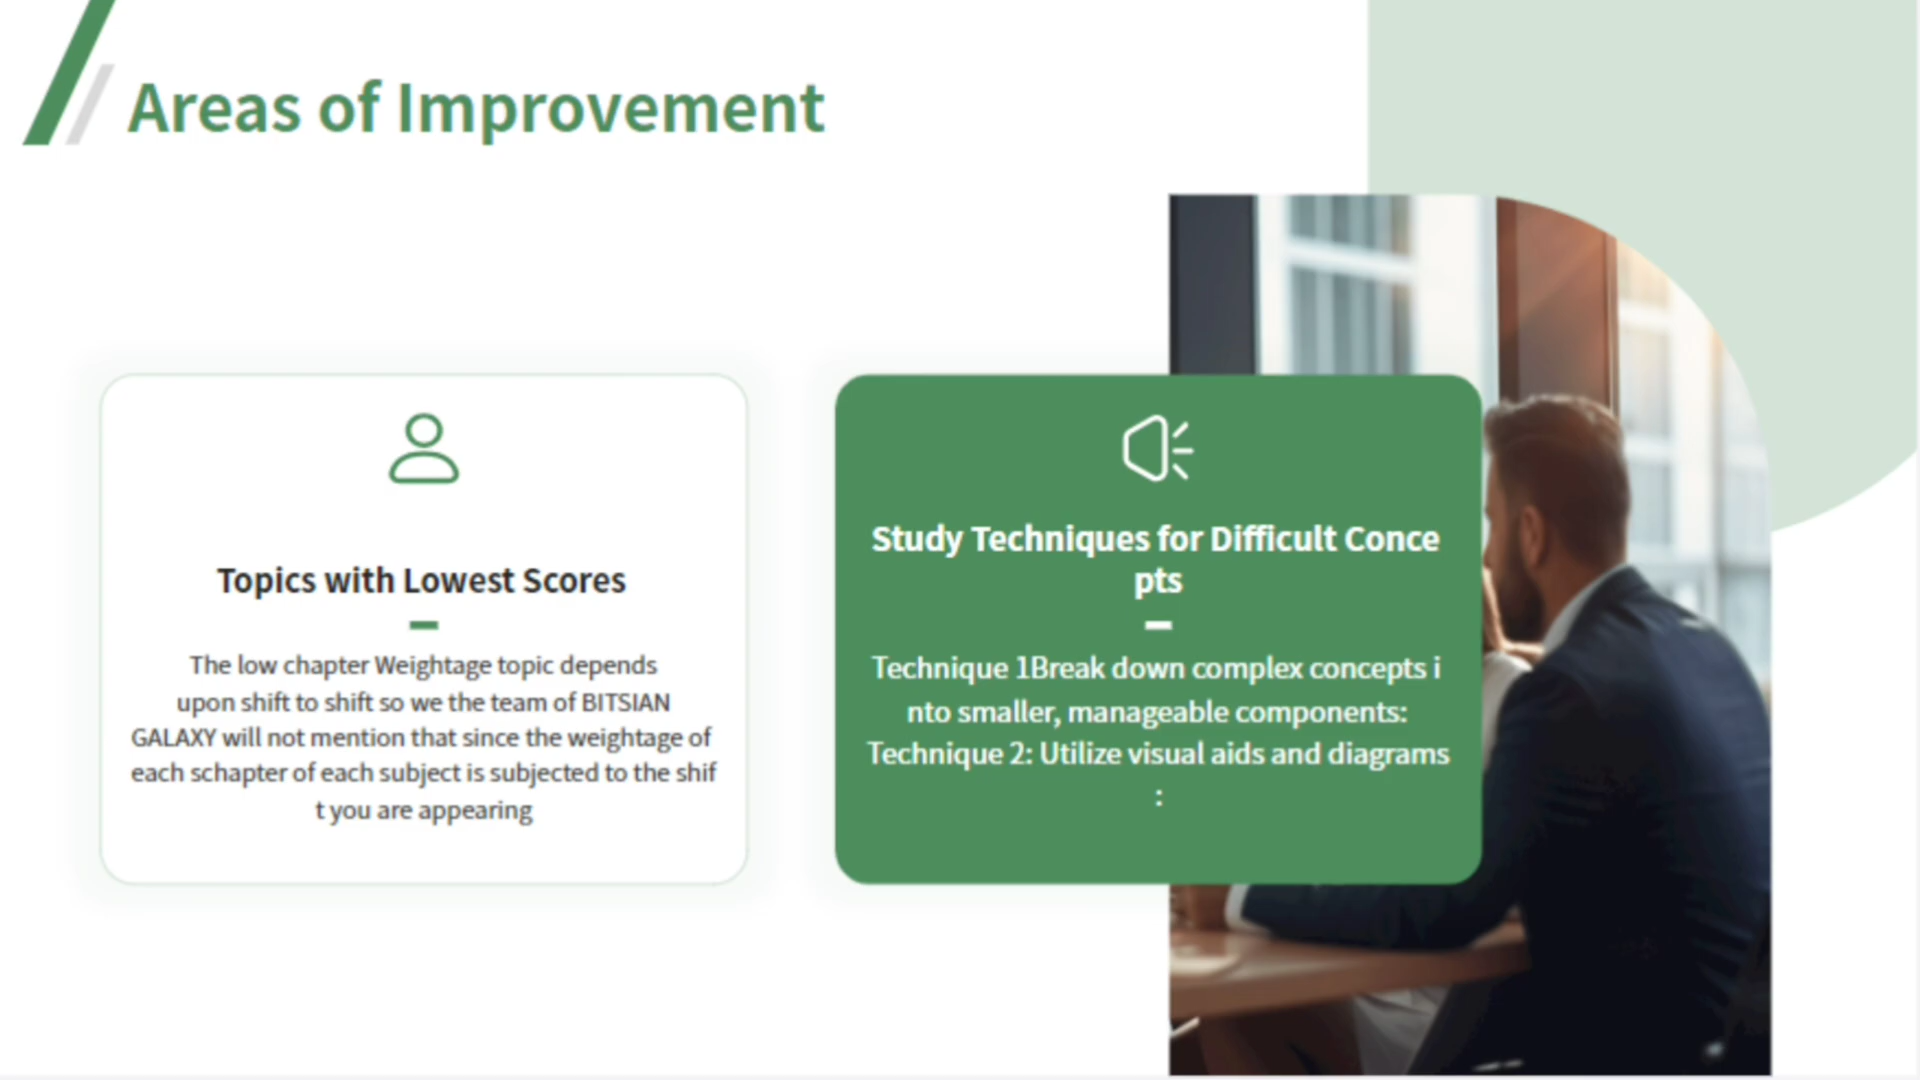 Areas of Improvement
Topics with Lowest Scores
The low chapter Weightage topic depends
upon shift to shift so we the team of BITSIAN
GALAXY will not mention that since the weightage of
each schapter of each subject is subjected to the shif
t you are appearing
Study Techniques for Difficult Conce
pts
Technique 1Break down complex concepts i
nto smaller, manageable components:
Technique 2: Utilize visual aids and diagrams
: